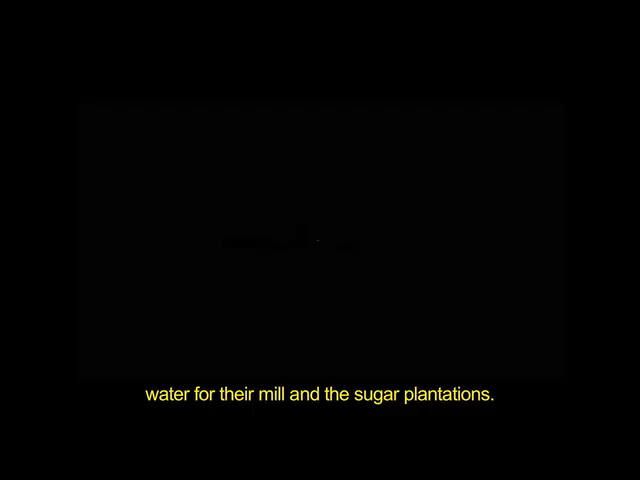 water for their mill and the sugar plantations.